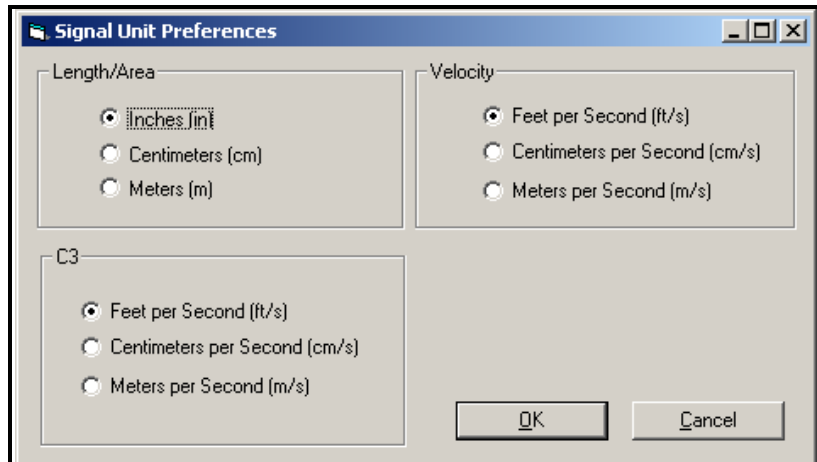 Signal Unit Preferences
Length/Area
Inches (in)
Centimeters (cm)
Meters (m)
Velocity
Feet per Second (ft/s)
Centimeters per Second (cm/s)
Meters per Second (m/s)
C3
Feet per Second (ft/s)
Centimeters per Second (cm/s)
Meters per Second (m/s)
OK
Cancel